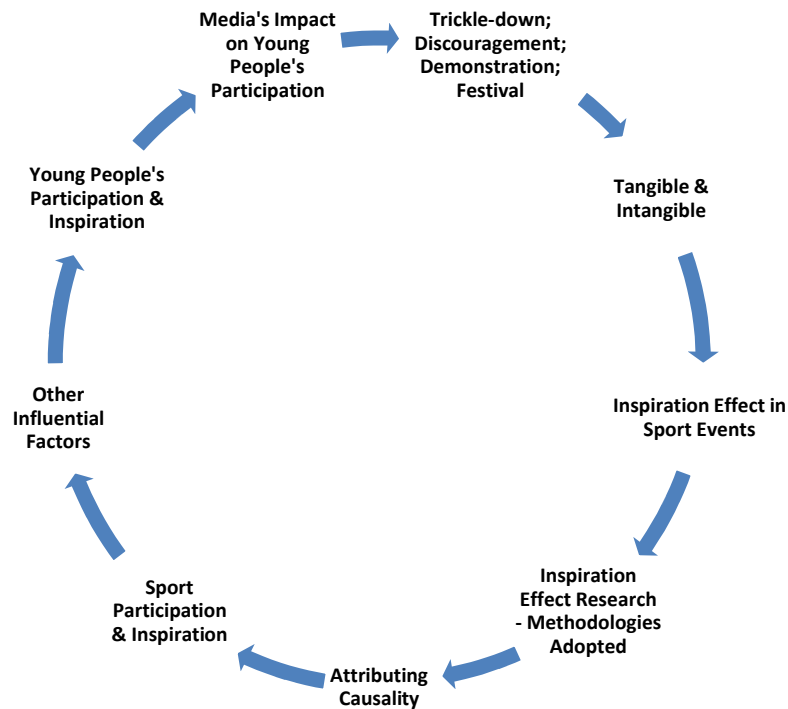 Media's Impact
on Young
People's
Participation
Trickle-down;
Discouragement;
Demonstration;
Festival
Tangible &
Intangible
Inspiration Effect in
Sport Events
Inspiration
Effect Research
- Methodologies
Adopted
Attributing
Causality
Sport
Participation
& Inspiration
Other
Influential
Factors
Young People's
Participation &
Inspiration